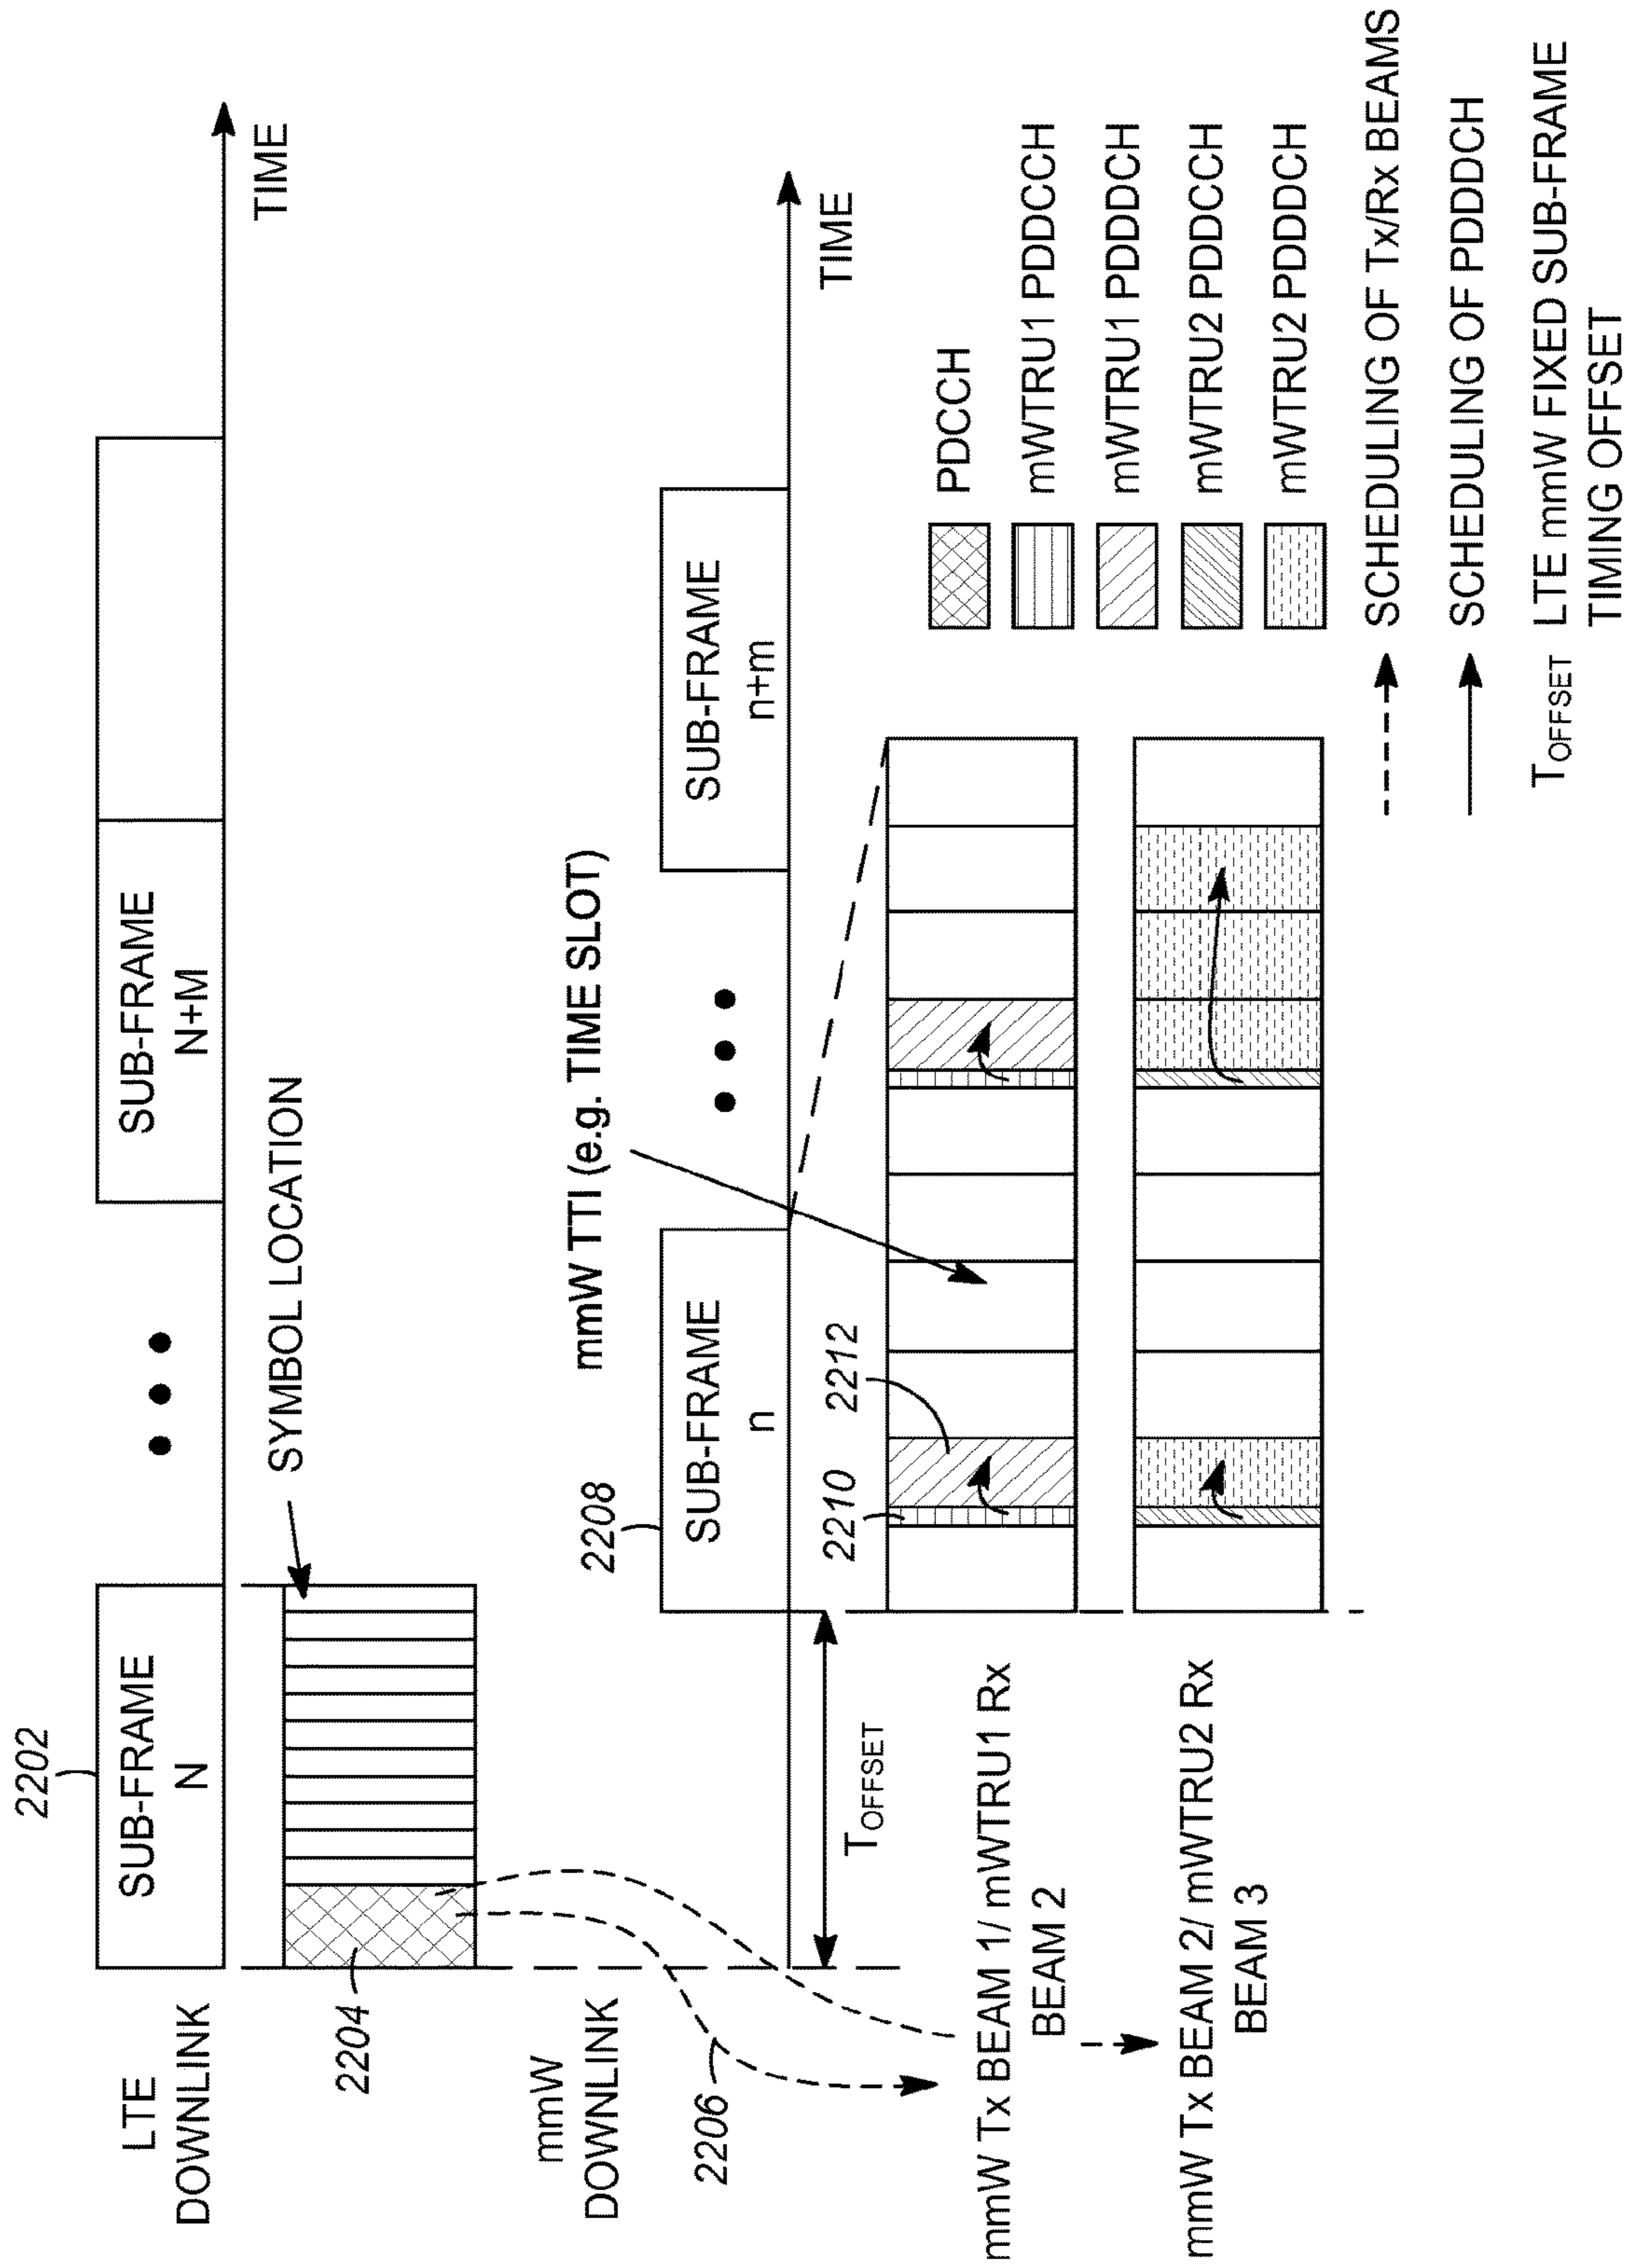 2202
LTE
DOWNLINK
SUB-FRAME
N
SUB-FRAME
N+M
TIME
SYMBOL LOCATION
2204
mmW
DOWNLINK
2206
2208
mmW TTI (e.g. TIME SLOT)
SUB-FRAME
n
SUB-FRAME
n+m
TIME
TOFFSET
2210
2212
mmW Tx BEAM 1/ mWTRU1 Rx
BEAM 2
mmW Tx BEAM 2/ mWTRU2 Rx
BEAM 3
PDCCH
mWTRU1 PDDCCH
mWTRU1 PDDDCH
mWTRU2 PDDCCH
mWTRU2 PDDDCH
SCHEDULING OF Tx/Rx BEAMS
SCHEDULING OF PDDDCH
TOFFSET LTE mmW FIXED SUB-FRAME
TIMING OFFSET